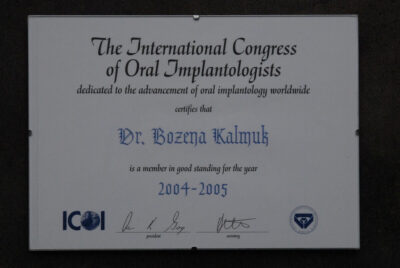 The International Congress
of Oral Implantologists
dedicated to the advancement of oral implantology worldwide
certifies that
Dr. Bozena Kalmuk
is a member in good standing for the year
2004-2005
ICOI
president
secretary